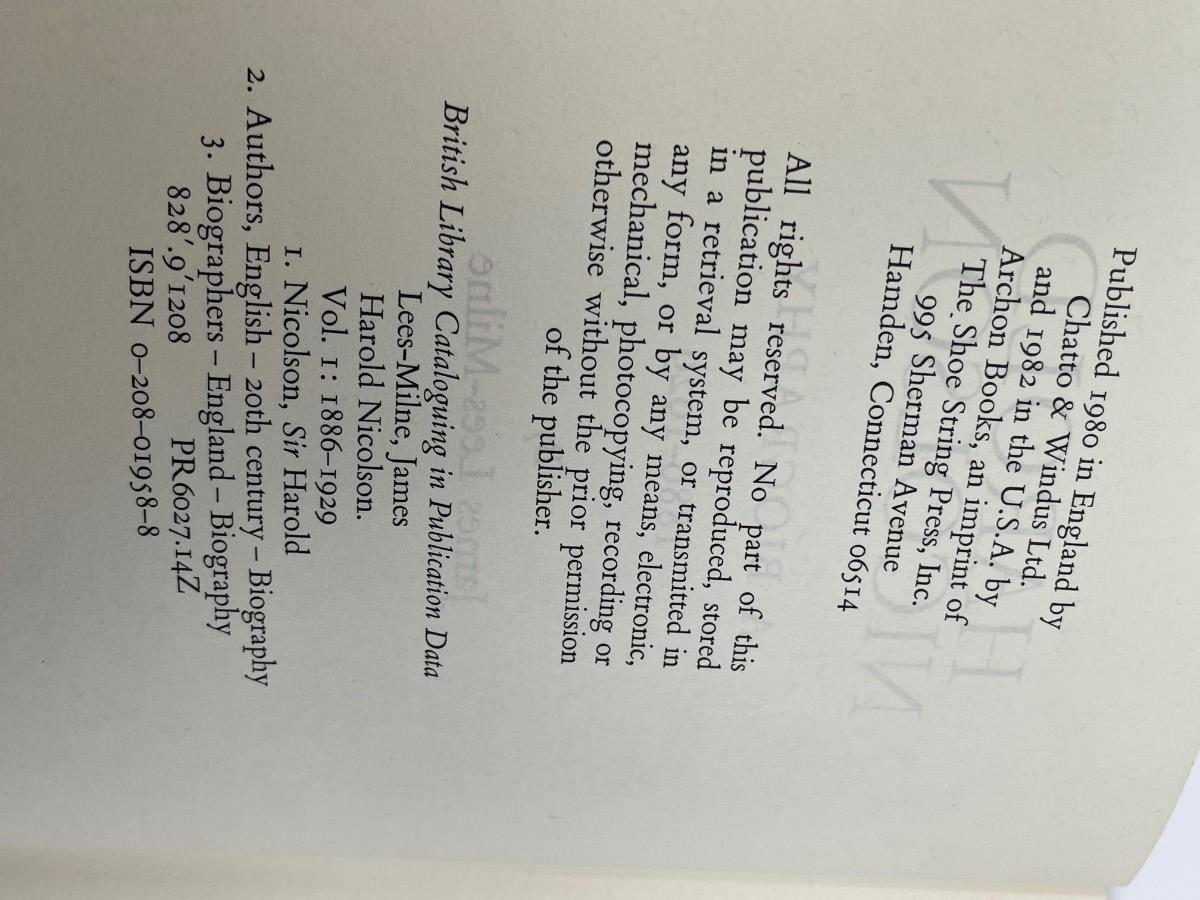 Published 1980 in England by
Chatto & Windus Ltd.
and 1982 in the U.S.A. by
Archon Books, an imprint of
The Shoe String Press, Inc.
995 Sherman Avenue
Hamden, Connecticut 06514
All rights reserved. No part of this
publication may be reproduced, stored
in a retrieval system, or transmitted in
any form, or by any means, electronic,
mechanical, photocopying, recording or
otherwise without the prior permission
of the publisher.
British Library Cataloguing in Publication Data
Lees-Milne, James
Harold Nicolson.
Vol. 1: 1886–1929
1. Nicolson, Sir Harold
2. Authors, English – 20th century – Biography
3. Biographers – England – Biography
828'.9'1208 PR6027.14Z
ISBN 0–208–01958–8